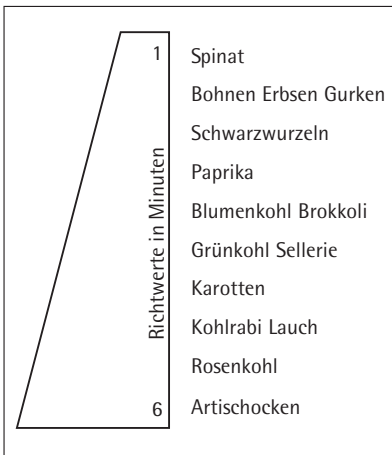 1
Spinat
Bohnen Erbsen Gurken
Schwarzwurzeln
Paprika
Blumenkohl Brokkoli
Grünkohl Sellerie
Karotten
Kohlrabi Lauch
Rosenkohl
6
Artischocken
Richtwerte in Minuten